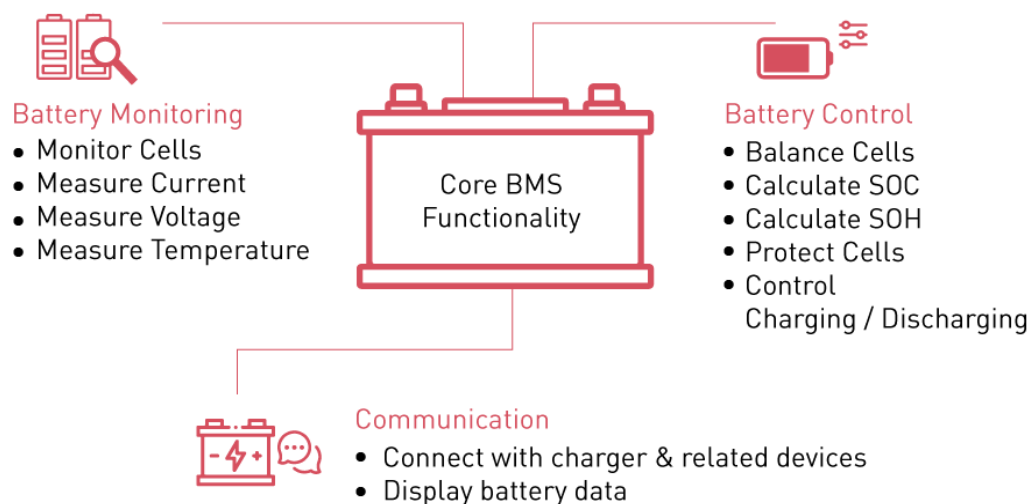 Battery Monitoring
• Monitor Cells
• Measure Current
• Measure Voltage
• Measure Temperature
Core BMS
Functionality
Battery Control
• Balance Cells
• Calculate SOC
• Calculate SOH
• Protect Cells
• Control
Charging / Discharging
Communication
• Connect with charger & related devices
• Display battery data